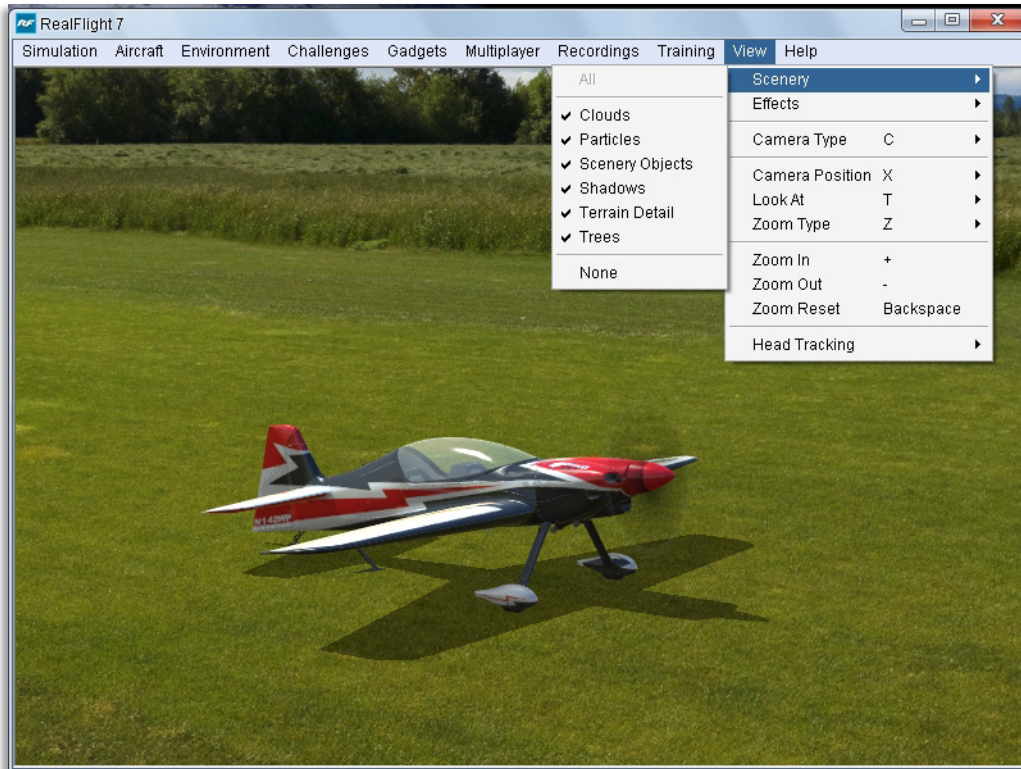 RF RealFlight 7
Simulation Aircraft Environment Challenges Gadgets Multiplayer Recordings Training View Help
All
Clouds
Particles
Scenery Objects
Shadows
Terrain Detail
Trees
None
Scenery
Effects
Camera Type C
Camera Position X
Look At T
Zoom Type Z
Zoom In +
Zoom Out -
Zoom Reset Backspace
Head Tracking
N142WP